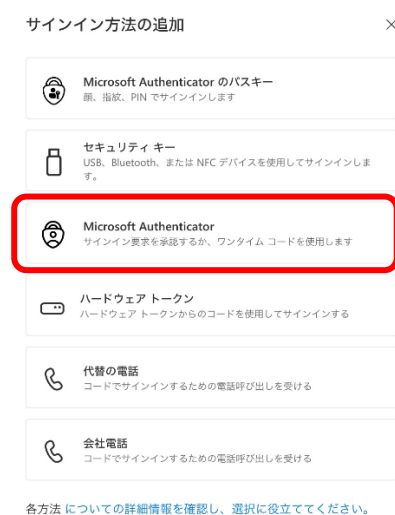 サインイン方法の追加
Microsoft Authenticator のパスキー
顔、指紋、PIN でサインインします
セキュリティ キー
USB、Bluetooth、または NFC デバイスを使用してサインインしま
す。
Microsoft Authenticator
サインイン要求を承認するか、ワンタイム コードを使用します
ハードウェア トークン
ハードウェア トークンからのコードを使用してサインインする
代替の電話
コードでサインインするための電話呼び出しを受ける
会社電話
コードでサインインするための電話呼び出しを受ける
各方法 についての詳細情報を確認し、選択に役立ててください。